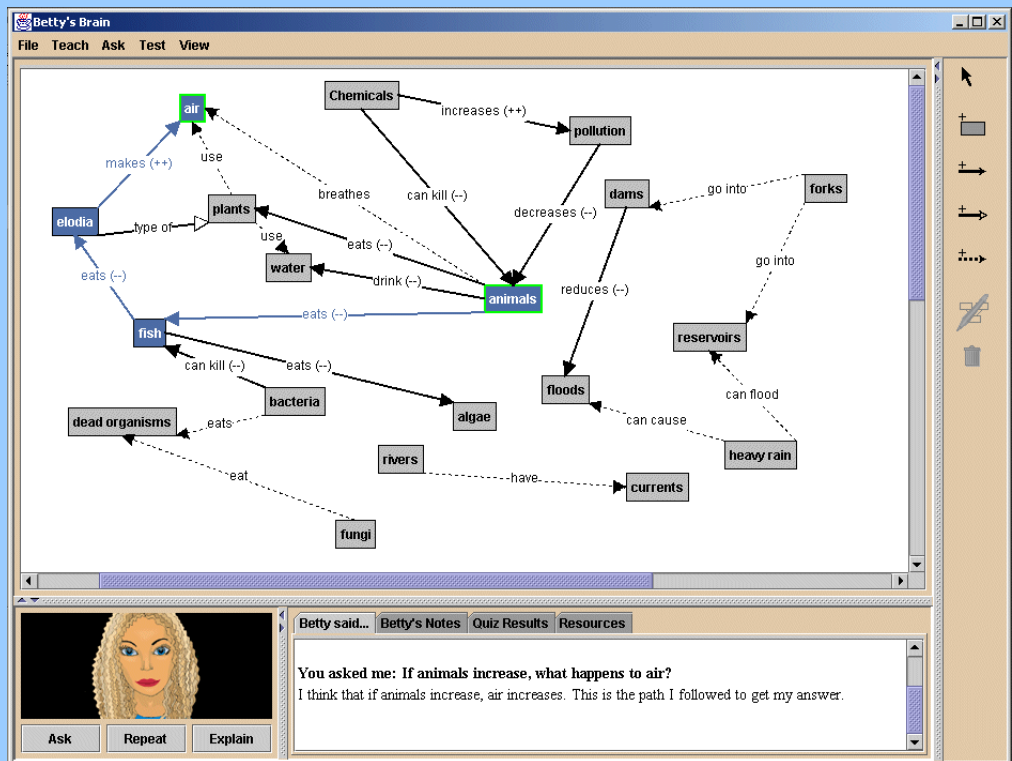 Betty's Brain
File Teach Ask Test View
Chemicals
air
increases (++)
pollution
makes (++)
use
breathes
can kill (--)
dams
go into
forks
elodia
type of
plants
decreases (--)
use
eats (--)
water
drink (--)
go into
eats (--)
reduces (--)
animals
eats (--)
fish
reservoirs
can kill (--)
eats (--)
floods
can flood
bacteria
dead organisms
eats
algae
can cause
rivers
heavy rain
eat
have
currents
fungi
Betty said... Betty's Notes Quiz Results Resources
You asked me: If animals increase, what happens to air?
I think that if animals increase, air increases. This is the path I followed to get my answer.
Ask Repeat Explain